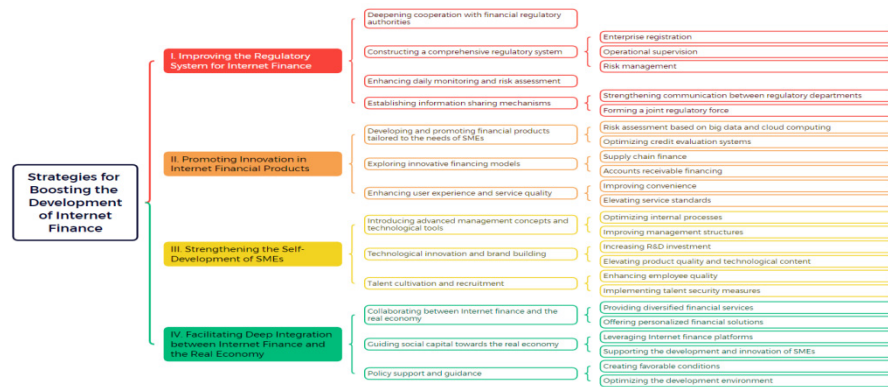 Strategies for
Boosting the
Development
of Internet
Finance
I. Improving the Regulatory
System for Internet Finance
Deepening cooperation with financial regulatory
authorities
Constructing a comprehensive regulatory system
Enterprise registration
Operational supervision
Risk management
Enhancing daily monitoring and risk assessment
Establishing information sharing mechanisms
Strengthening communication between regulatory departments
Forming a joint regulatory force
II. Promoting Innovation in
Internet Financial Products
Developing and promoting financial products
tailored to the needs of SMEs
Risk assessment based on big data and cloud computing
Optimizing credit evaluation systems
Exploring innovative financing models
Supply chain finance
Accounts receivable financing
Enhancing user experience and service quality
Improving convenience
Elevating service standards
III. Strengthening the Self-
Development of SMEs
Introducing advanced management concepts and
technological tools
Optimizing internal processes
Improving management structures
Technological innovation and brand building
Increasing R&D investment
Elevating product quality and technological content
Talent cultivation and recruitment
Enhancing employee quality
Implementing talent security measures
IV. Facilitating Deep Integration
between Internet Finance and
the Real Economy
Collaborating between Internet finance and the
real economy
Providing diversified financial services
Offering personalized financial solutions
Guiding social capital towards the real economy
Leveraging Internet finance platforms
Supporting the development and innovation of SMEs
Policy support and guidance
Creating favorable conditions
Optimizing the development environment